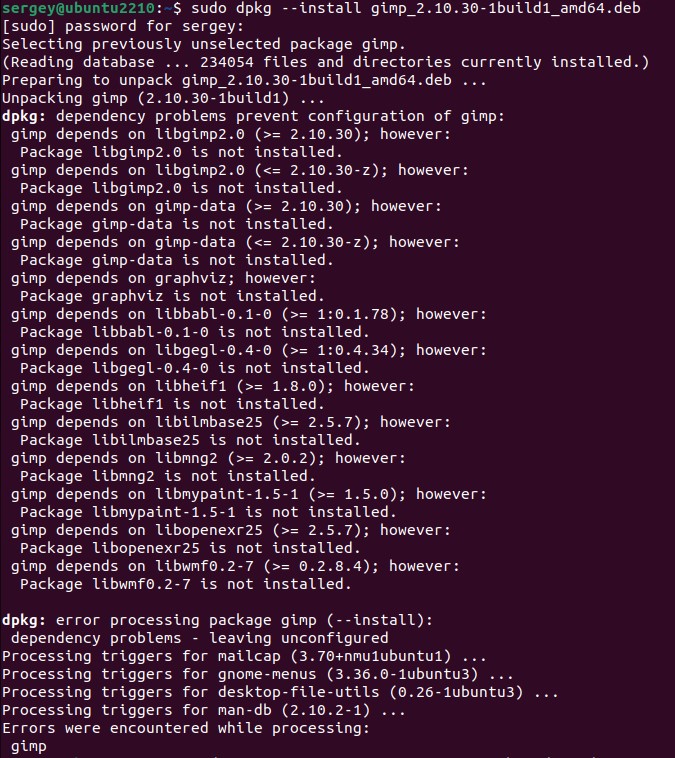 sergey@ubuntu2210:~$ sudo dpkg --install gimp_2.10.30-1build1_amd64.deb
[sudo] password for sergey:
Selecting previously unselected package gimp.
(Reading database ... 234054 files and directories currently installed.)
Preparing to unpack gimp_2.10.30-1build1_amd64.deb ...
Unpacking gimp (2.10.30-1build1) ...
dpkg: dependency problems prevent configuration of gimp:
 gimp depends on libgimp2.0 (>= 2.10.30); however:
  Package libgimp2.0 is not installed.
 gimp depends on libgimp2.0 (<= 2.10.30-z); however:
  Package libgimp2.0 is not installed.
 gimp depends on gimp-data (>= 2.10.30); however:
  Package gimp-data is not installed.
 gimp depends on gimp-data (<= 2.10.30-z); however:
  Package gimp-data is not installed.
 gimp depends on graphviz; however:
  Package graphviz is not installed.
 gimp depends on libbabl-0.1-0 (>= 1:0.1.78); however:
  Package libbabl-0.1-0 is not installed.
 gimp depends on libgegl-0.4-0 (>= 1:0.4.34); however:
  Package libgegl-0.4-0 is not installed.
 gimp depends on libheif1 (>= 1.8.0); however:
  Package libheif1 is not installed.
 gimp depends on libilmbase25 (>= 2.5.7); however:
  Package libilmbase25 is not installed.
 gimp depends on libmng2 (>= 2.0.2); however:
  Package libmng2 is not installed.
 gimp depends on libmypaint-1.5-1 (>= 1.5.0); however:
  Package libmypaint-1.5-1 is not installed.
 gimp depends on libopenexr25 (>= 2.5.7); however:
  Package libopenexr25 is not installed.
 gimp depends on libwmf0.2-7 (>= 0.2.8.4); however:
  Package libwmf0.2-7 is not installed.

dpkg: error processing package gimp (--install):
 dependency problems - leaving unconfigured
Processing triggers for mailcap (3.70+nmu1ubuntu1) ...
Processing triggers for gnome-menus (3.36.0-1ubuntu3) ...
Processing triggers for desktop-file-utils (0.26-1ubuntu3) ...
Processing triggers for man-db (2.10.2-1) ...
Errors were encountered while processing:
 gimp